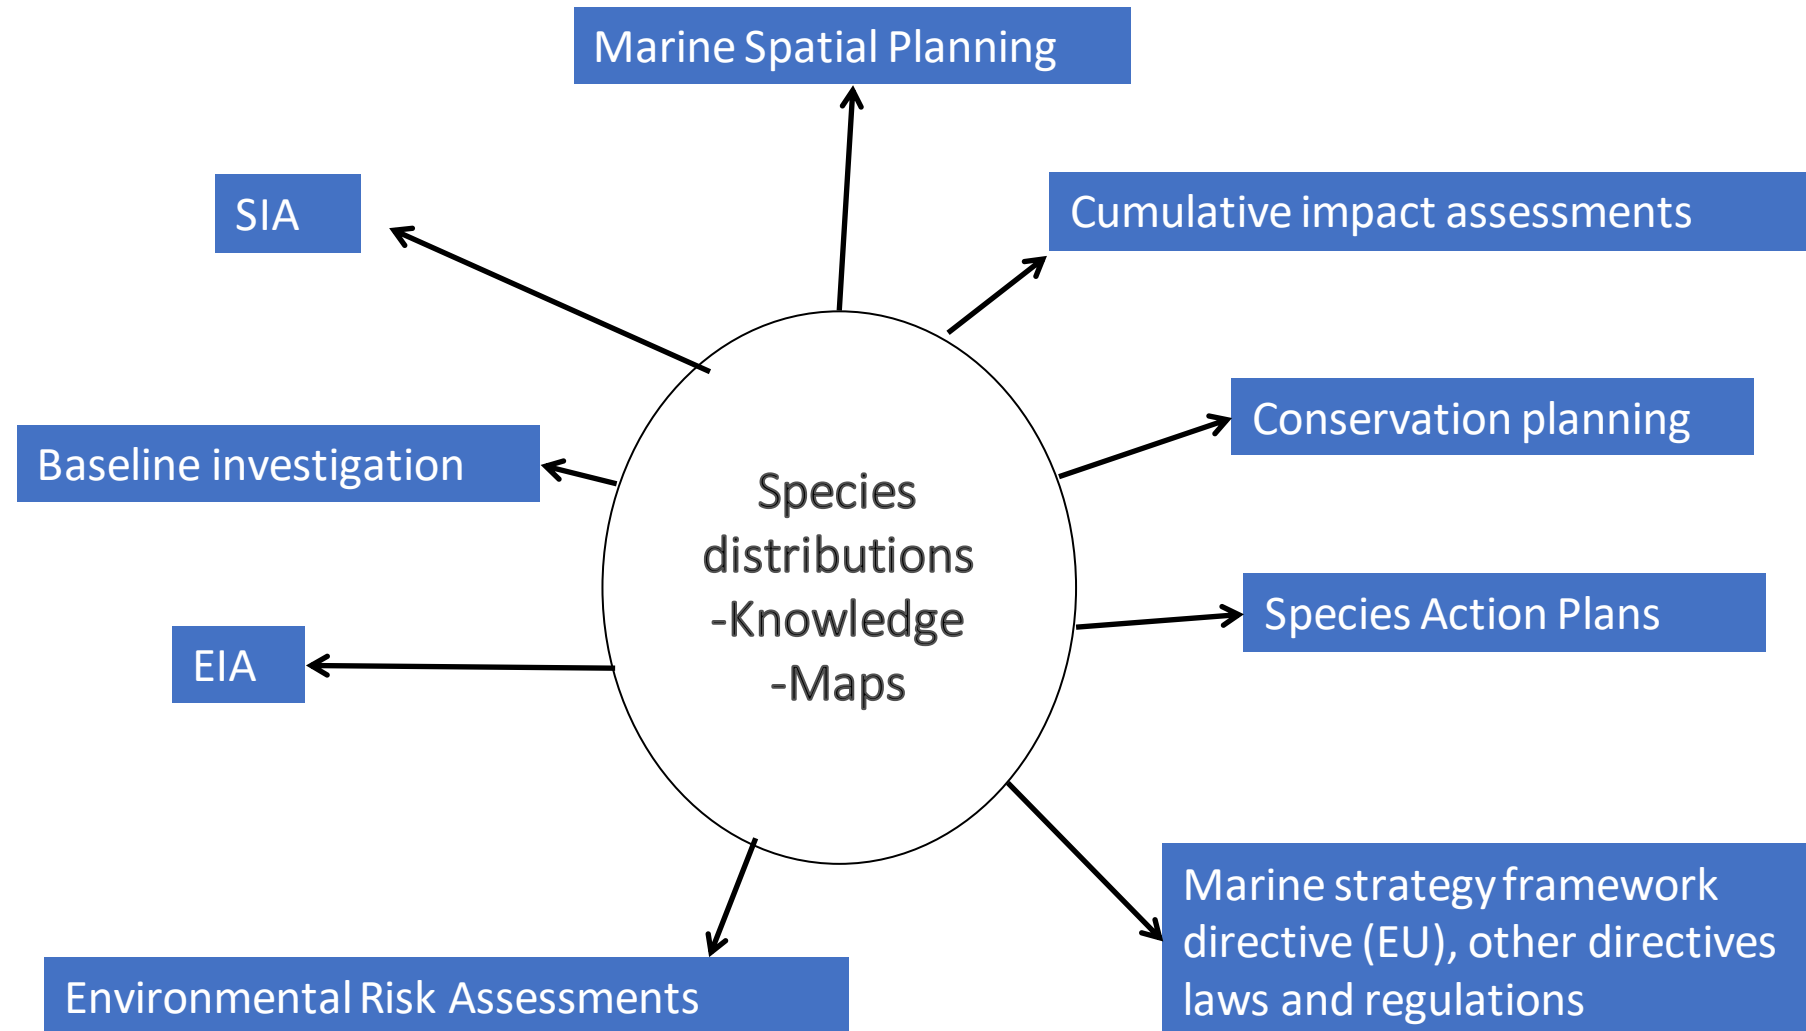 Marine Spatial Planning
SIA
Cumulative impact assessments
Conservation planning
Baseline investigation
Species
distributions
-Knowledge
-Maps
Species Action Plans
EIA
Marine strategy framework
directive (EU), other directives
laws and regulations
Environmental Risk Assessments